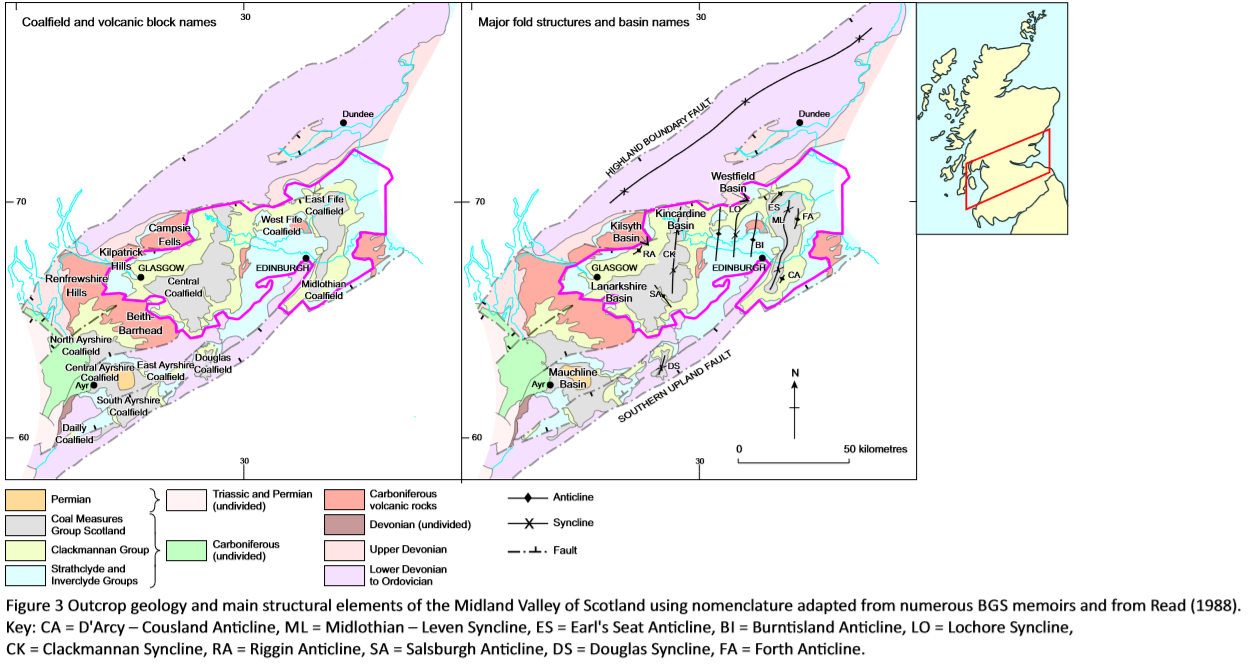 Coalfield and volcanic block names
30
Major fold structures and basin names
30
Dundee
Dundee
HIGHLAND BOUNDARY FAULT
70
70
East Fife
Coalfield
West Fife
Coalfield
Campsie
Fells
Kilpatrick
Hills
GLASGOW
EDINBURGH
Renfrewshire
Hills
Central
Coalfield
Midlothian
Coalfield
Beith-
Barrhead
North Ayrshire
Coalfield
Douglas
Coalfield
Central Ayrshire
Coalfield
East Ayrshire
Coalfield
Ayr
South Ayrshire
Coalfield
Dailly
Coalfield
60
30
Westfield
Basin
Kincardine
Basin
LO
ES
ML
FA
Kilsyth
Basin
RA
CK
BI
GLASGOW
EDINBURGH
CA
Lanarkshire
Basin
SA
DS
Mauchline
Basin
Ayr
SOUTHERN UPLAND FAULT
N
60
30
0
50 kilometres
Permian
Coal Measures
Group Scotland
Clackmannan Group
Strathclyde and
Inverclyde Groups
Triassic and Permian
(undivided)
Carboniferous
(undivided)
Carboniferous
volcanic rocks
Devonian (undivided)
Upper Devonian
Lower Devonian
to Ordovician
Anticline
Syncline
Fault
Figure 3 Outcrop geology and main structural elements of the Midland Valley of Scotland using nomenclature adapted from numerous BGS memoirs and from Read (1988).
Key: CA = D'Arcy – Cousland Anticline, ML = Midlothian – Leven Syncline, ES = Earl's Seat Anticline, BI = Burntisland Anticline, LO = Lochore Syncline,
CK = Clackmannan Syncline, RA = Riggin Anticline, SA = Salsburgh Anticline, DS = Douglas Syncline, FA = Forth Anticline.